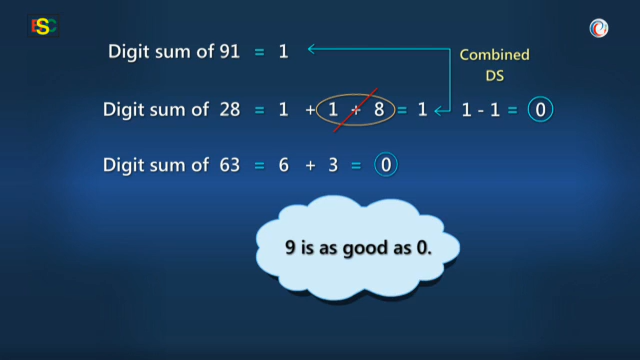 ESC
Digit sum of 91 = 1
Combined
DS
Digit sum of 28 = 1 + 1 + 8 = 1 1 - 1 = 0
Digit sum of 63 = 6 + 3 = 0
9 is as good as 0.